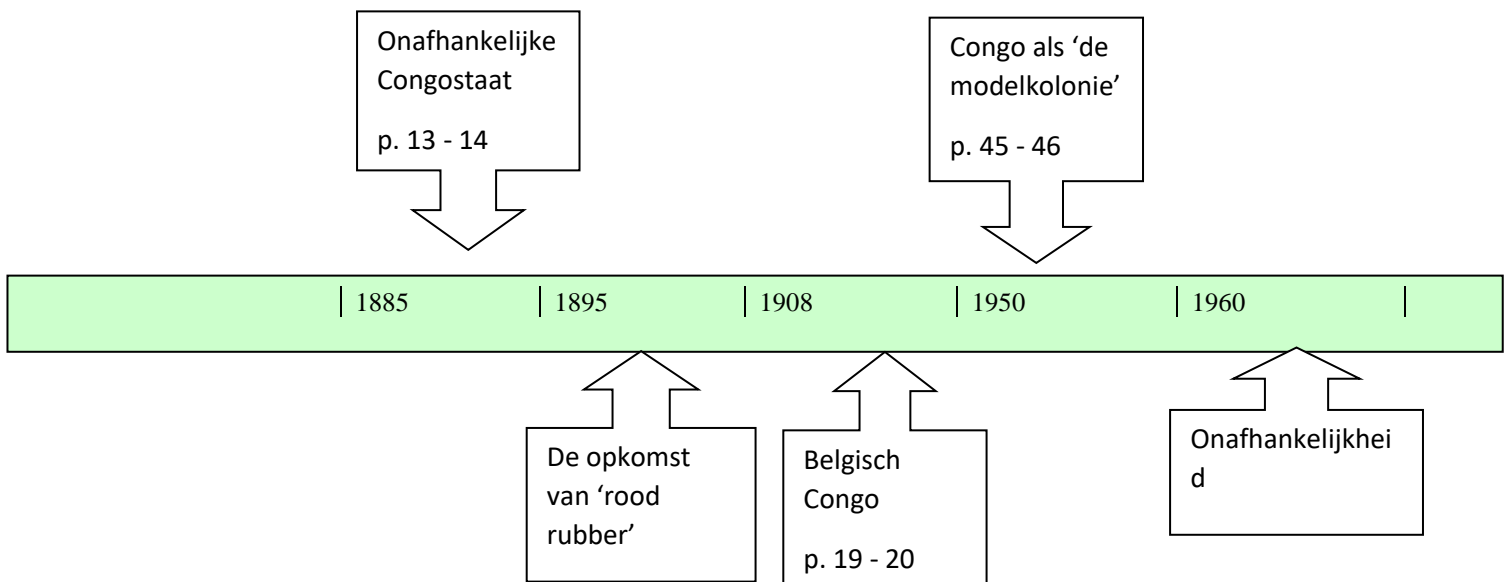 Onafhankelijke
Congostaat
p. 13 - 14
Congo als ‘de
modelkolonie’
p. 45 - 46
1885 1895 1908 1950 1960
De opkomst
van ‘rood
rubber’
Belgisch
Congo
p. 19 - 20
Onafhankelijkhei
d